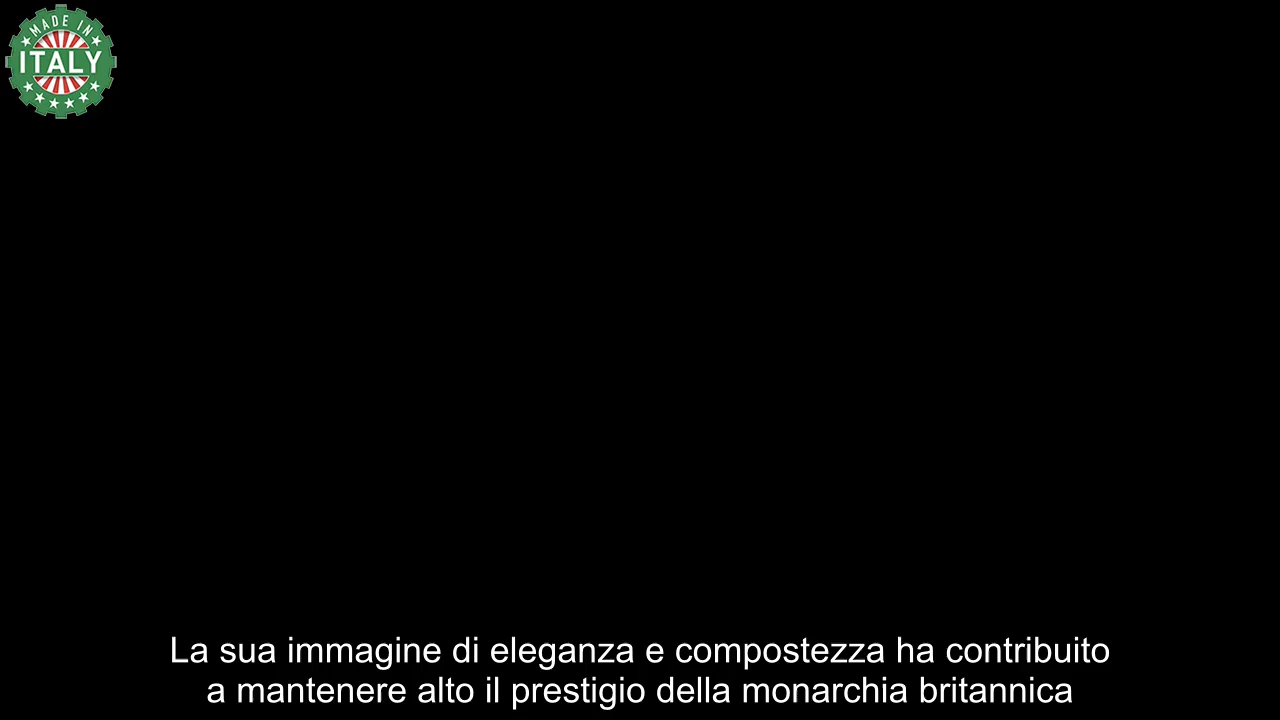 MADE IN
ITALY
La sua immagine di eleganza e compostezza ha contribuito
a mantenere alto il prestigio della monarchia britannica